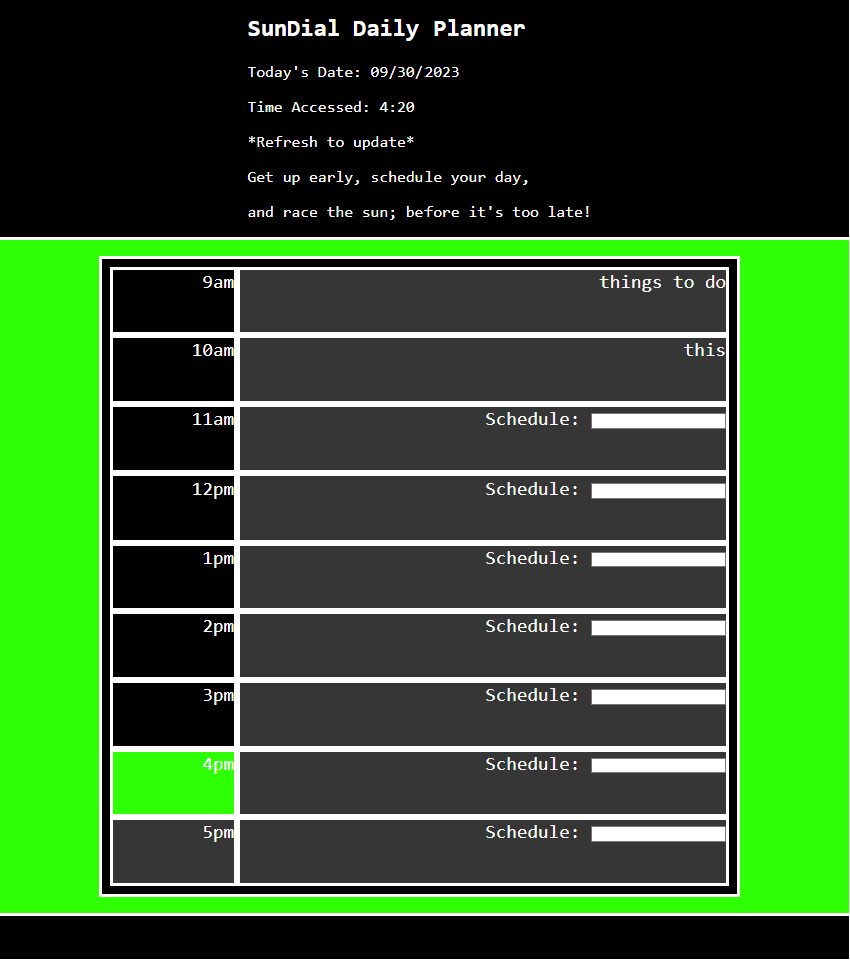 SunDial Daily Planner
Today's Date: 09/30/2023
Time Accessed: 4:20
*Refresh to update*
Get up early, schedule your day,
and race the sun; before it's too late!
9am things to do
10am this
11am Schedule:
12pm Schedule:
1pm Schedule:
2pm Schedule:
3pm Schedule:
4pm Schedule:
5pm Schedule: